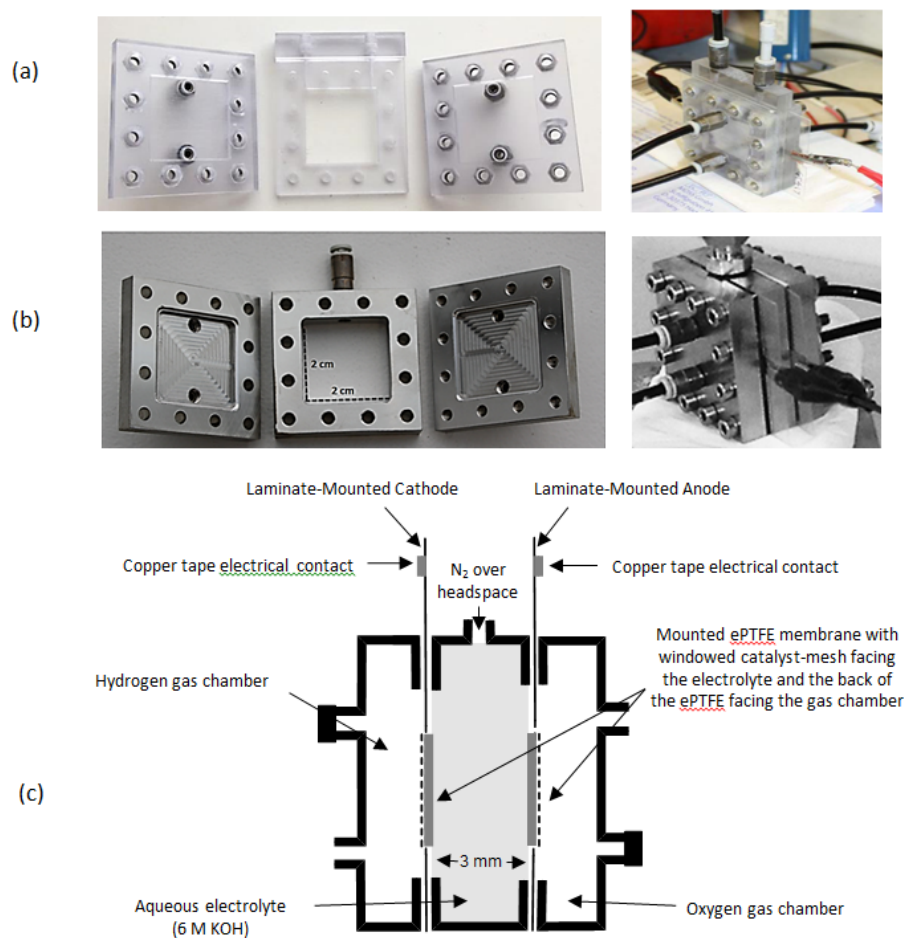 (a)
(b)
2 cm
2 cm
Laminate-Mounted Cathode
Laminate-Mounted Anode
Copper tape electrical contact
N₂ over
headspace
Copper tape electrical contact
Mounted ePTFE membrane with
windowed catalyst-mesh facing
the electrolyte and the back of
the ePTFE facing the gas chamber
Hydrogen gas chamber
(c)
3 mm
Aqueous electrolyte
(6 M KOH)
Oxygen gas chamber